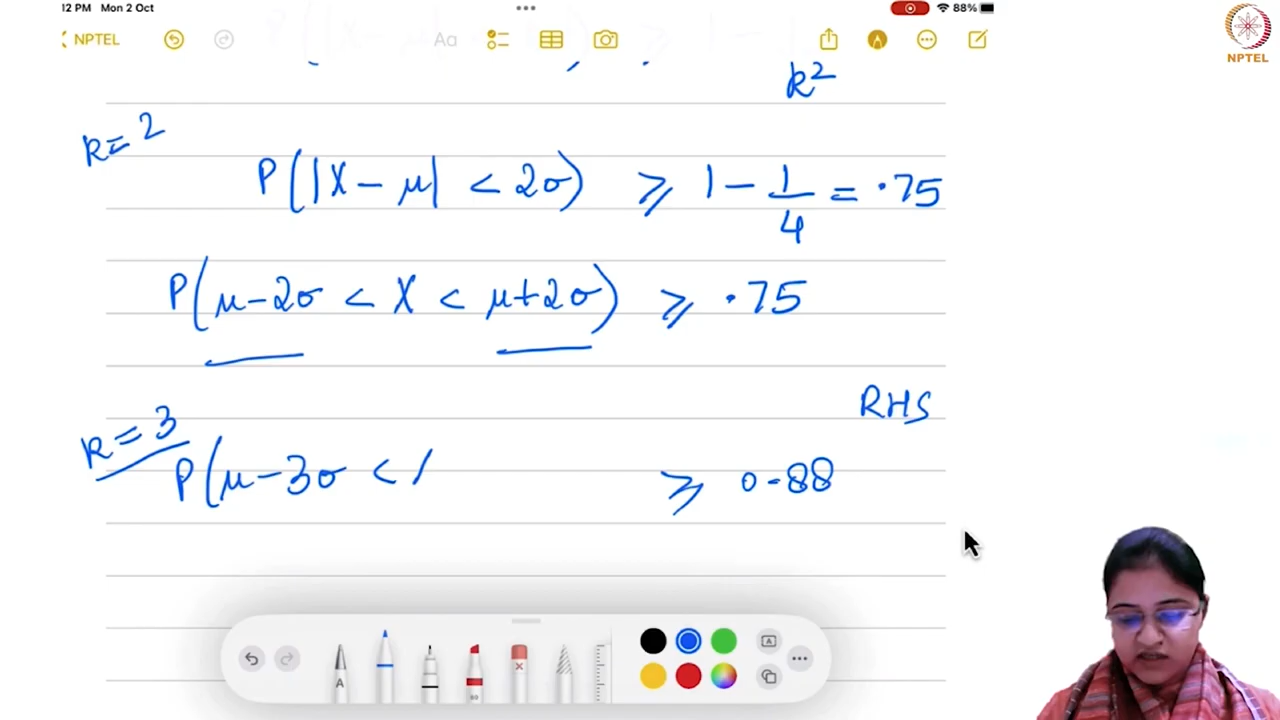 12 PM Mon 2 Oct
88%
NPTEL
Aa
NPTEL
k²
k=2
P(|X-μ| < 2σ) ⩾ 1 - 1/4 = .75
P(μ-2σ < X < μ+2σ) ⩾ .75
RHS
k=3
P(μ-3σ < ⩾ 0.88
A